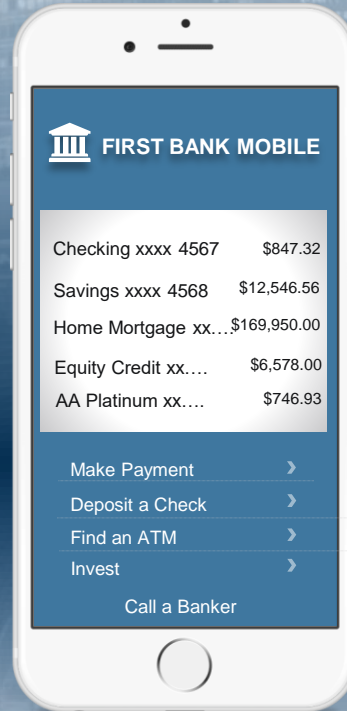 FIRST BANK MOBILE
Checking xxxx 4567 $847.32
Savings xxxx 4568 $12,546.56
Home Mortgage xx.... $169,950.00
Equity Credit xx.... $6,578.00
AA Platinum xx.... $746.93
Make Payment
Deposit a Check
Find an ATM
Invest
Call a Banker